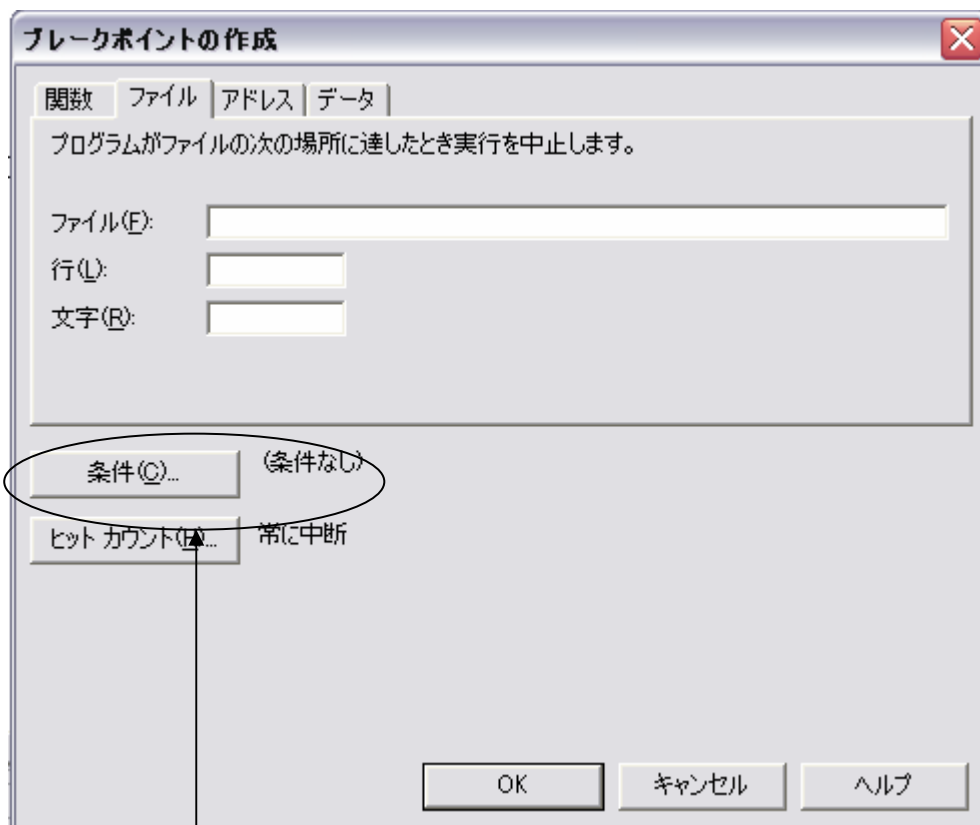 ブレークポイントの作成
関数 ファイル アドレス データ
プログラムがファイルの次の場所に達したとき実行を中止します。
ファイル(F):
行(L):
文字(R):
条件(C)... (条件なし)
ヒット カウント(H)... 常に中断
OK キャンセル ヘルプ